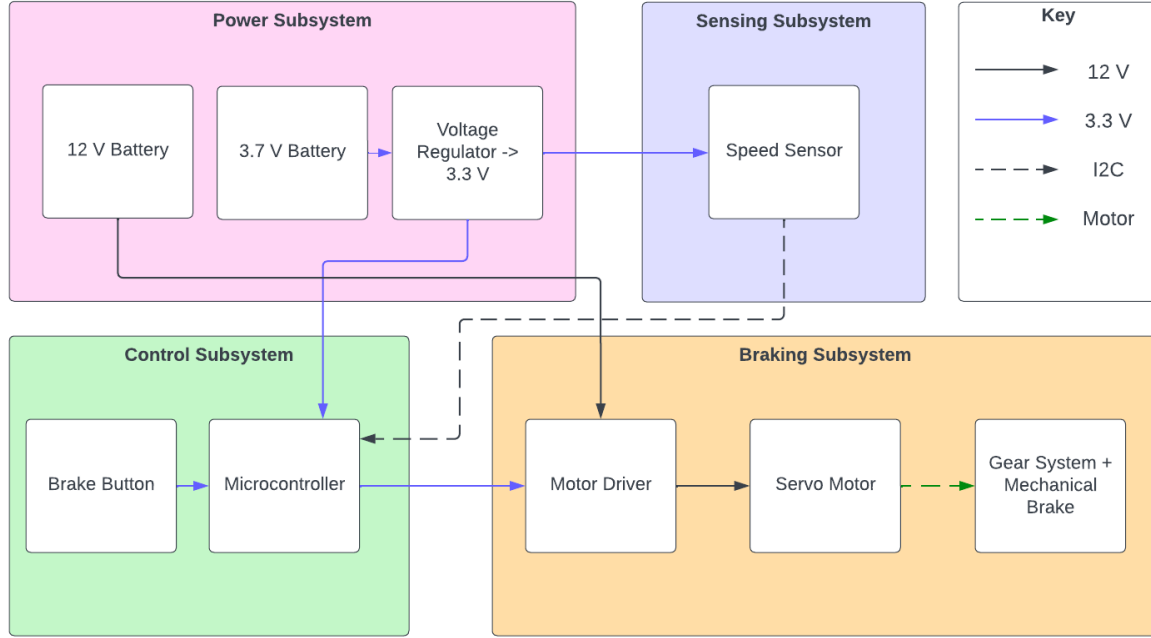 Power Subsystem
12 V Battery
3.7 V Battery
Voltage
Regulator ->
3.3 V
Sensing Subsystem
Speed Sensor
Key
12 V
3.3 V
I2C
Motor
Control Subsystem
Brake Button
Microcontroller
Braking Subsystem
Motor Driver
Servo Motor
Gear System +
Mechanical
Brake